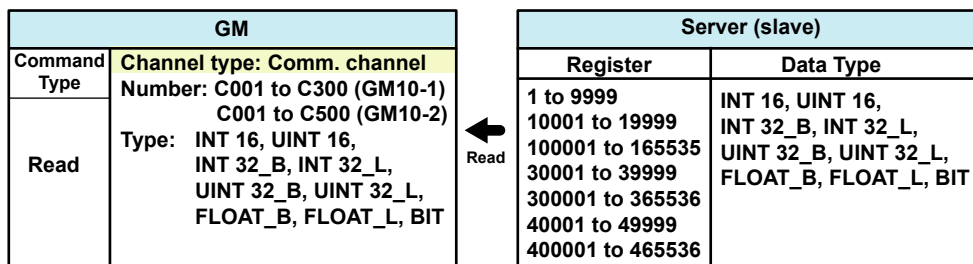 GM
Command
Type
Read
Channel type: Comm. channel
Number: C001 to C300 (GM10-1)
C001 to C500 (GM10-2)
Type: INT 16, UINT 16,
INT 32_B, INT 32_L,
UINT 32_B, UINT 32_L,
FLOAT_B, FLOAT_L, BIT
Read
Server (slave)
Register
Data Type
1 to 9999
10001 to 19999
100001 to 165535
30001 to 39999
300001 to 365536
40001 to 49999
400001 to 465536
INT 16, UINT 16,
INT 32_B, INT 32_L,
UINT 32_B, UINT 32_L,
FLOAT_B, FLOAT_L, BIT